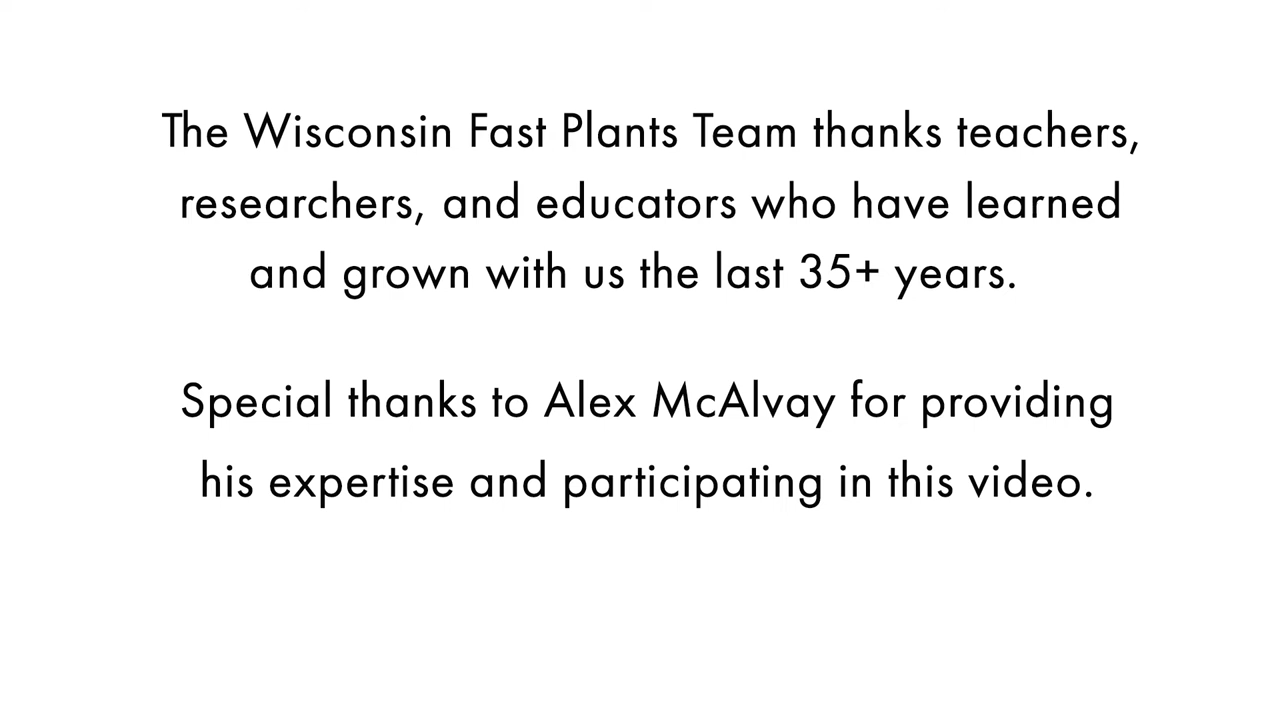 The Wisconsin Fast Plants Team thanks teachers,
researchers, and educators who have learned
and grown with us the last 35+ years.
Special thanks to Alex McAlvay for providing
his expertise and participating in this video.